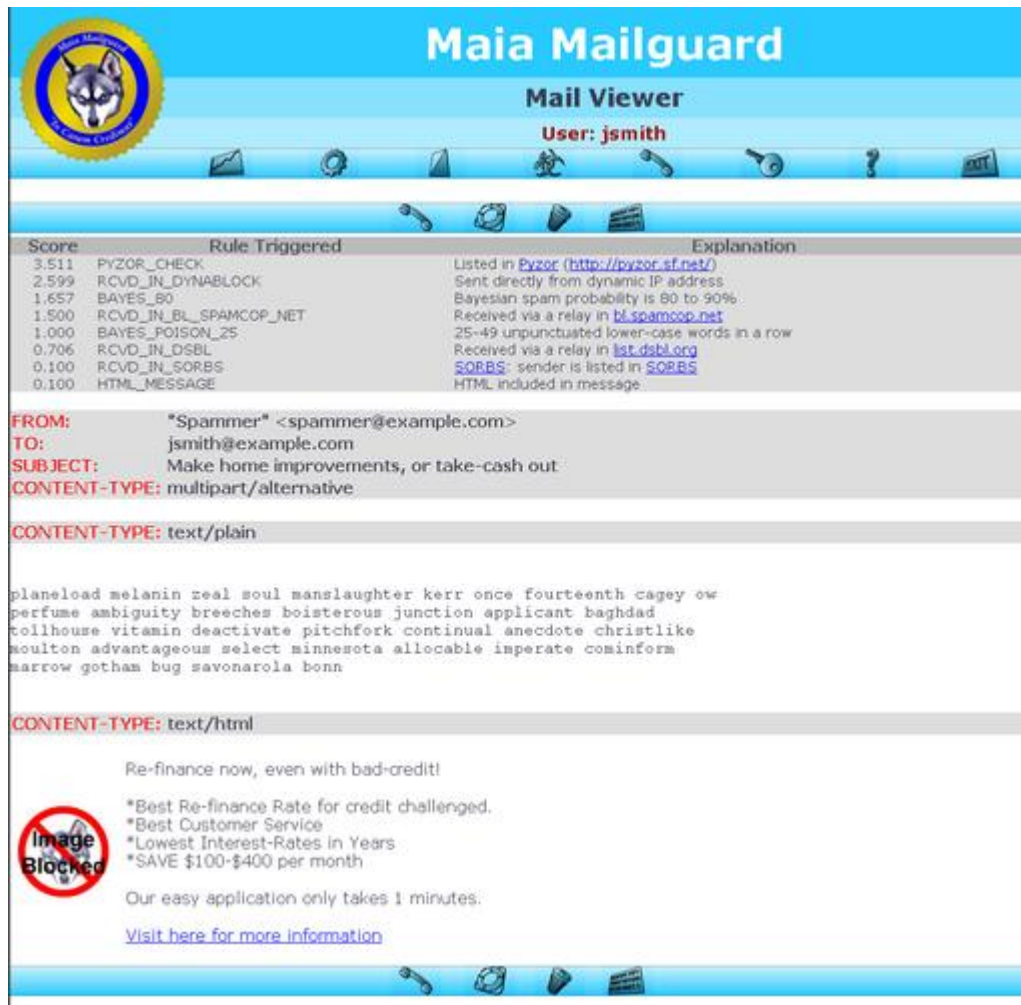 Maia Mailguard
Maia Mailguard
"In Canem Credimus"
Mail Viewer
User: jsmith
EXIT
Score Rule Triggered Explanation
3.511 PYZOR_CHECK Listed in Pyzor (http://pyzor.sf.net/)
2.599 RCVD_IN_DYNABLOCK Sent directly from dynamic IP address
1.657 BAYES_80 Bayesian spam probability is 80 to 90%
1.500 RCVD_IN_BL_SPAMCOP_NET Received via a relay in bl.spamcop.net
1.000 BAYES_POISON_25 25-49 unpunctuated lower-case words in a row
0.706 RCVD_IN_DSBL Received via a relay in list.dsbl.org
0.100 RCVD_IN_SORBS SORBS: sender is listed in SORBS
0.100 HTML_MESSAGE HTML included in message
FROM: "Spammer" <spammer@example.com>
TO: jsmith@example.com
SUBJECT: Make home improvements, or take-cash out
CONTENT-TYPE: multipart/alternative
CONTENT-TYPE: text/plain
planeload melanin zeal soul manslaughter kerr once fourteenth cagey ow
perfume ambiguity breeches boisterous junction applicant baghdad
tollhouse vitamin deactivate pitchfork continual anecdote christlike
moulton advantageous select minnesota allocable imperate cominform
marrow gotham bug savonarola bonn
CONTENT-TYPE: text/html
Re-finance now, even with bad-credit!
*Best Re-finance Rate for credit challenged.
*Best Customer Service
*Lowest Interest-Rates in Years
*SAVE $100-$400 per month
Image
Blocked
Our easy application only takes 1 minutes.
Visit here for more information